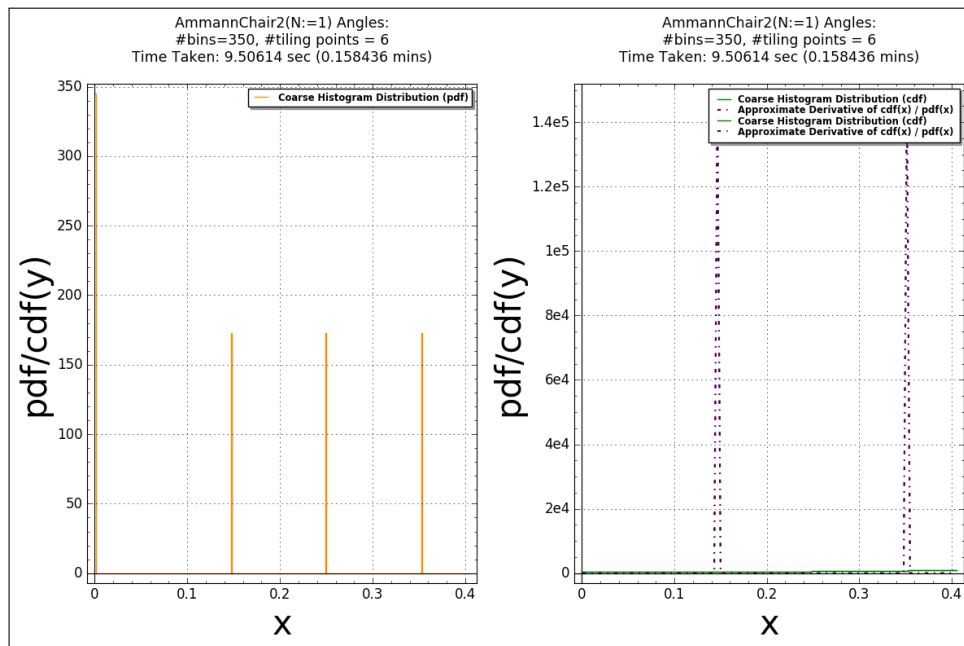 AmmannChair2(N:=1) Angles:
#bins=350, #tiling points = 6
Time Taken: 9.50614 sec (0.158436 mins)
350
300
250
200
150
100
50
0
pdf/cdf(y)
Coarse Histogram Distribution (pdf)
0
0.1
0.2
0.3
0.4
x
AmmannChair2(N:=1) Angles:
#bins=350, #tiling points = 6
Time Taken: 9.50614 sec (0.158436 mins)
1.4e5
1.2e5
1e5
8e4
6e4
4e4
2e4
0
pdf/cdf(y)
Coarse Histogram Distribution (cdf)
Approximate Derivative of cdf(x) / pdf(x)
Coarse Histogram Distribution (cdf)
Approximate Derivative of cdf(x) / pdf(x)
0
0.1
0.2
0.3
0.4
x